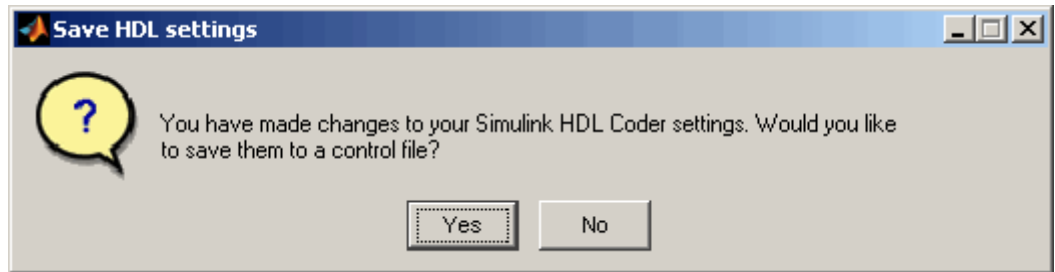 Save HDL settings
?
You have made changes to your Simulink HDL Coder settings. Would you like
to save them to a control file?
Yes No